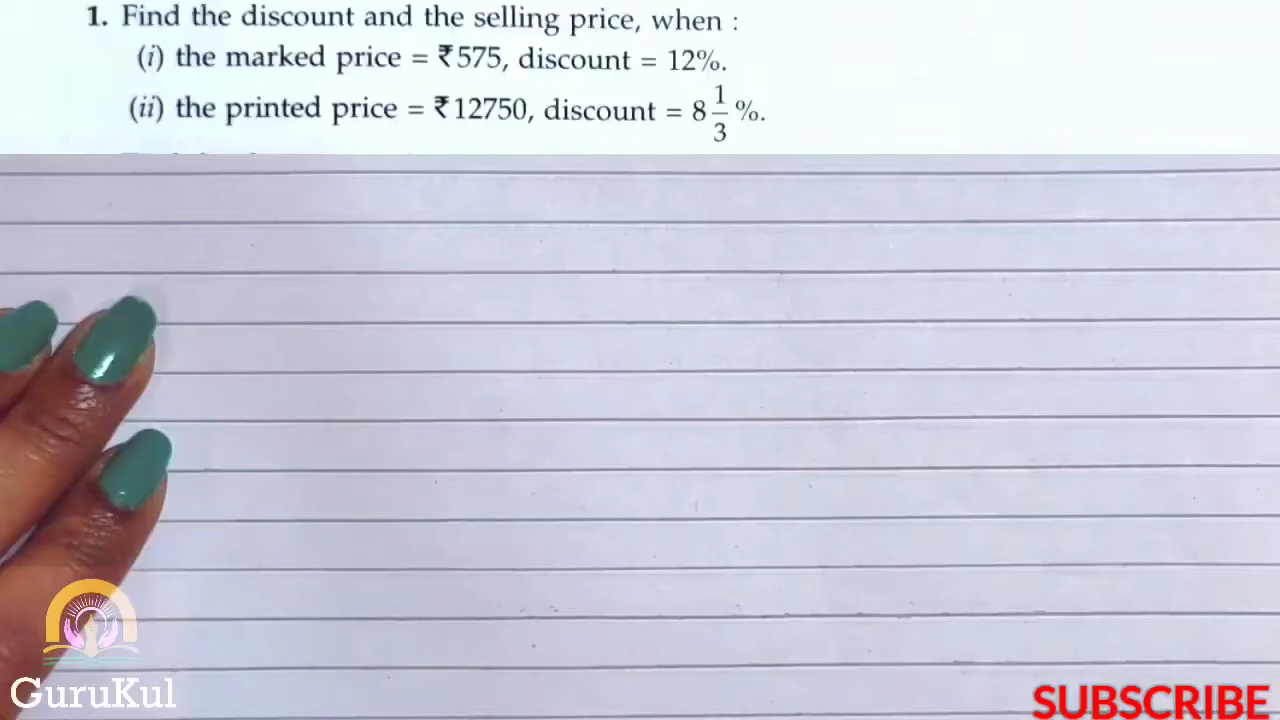 1. Find the discount and the selling price, when :
(i) the marked price = ₹575, discount = 12%.
(ii) the printed price = ₹12750, discount = 8 1/3 %.
GuruKul
SUBSCRIBE